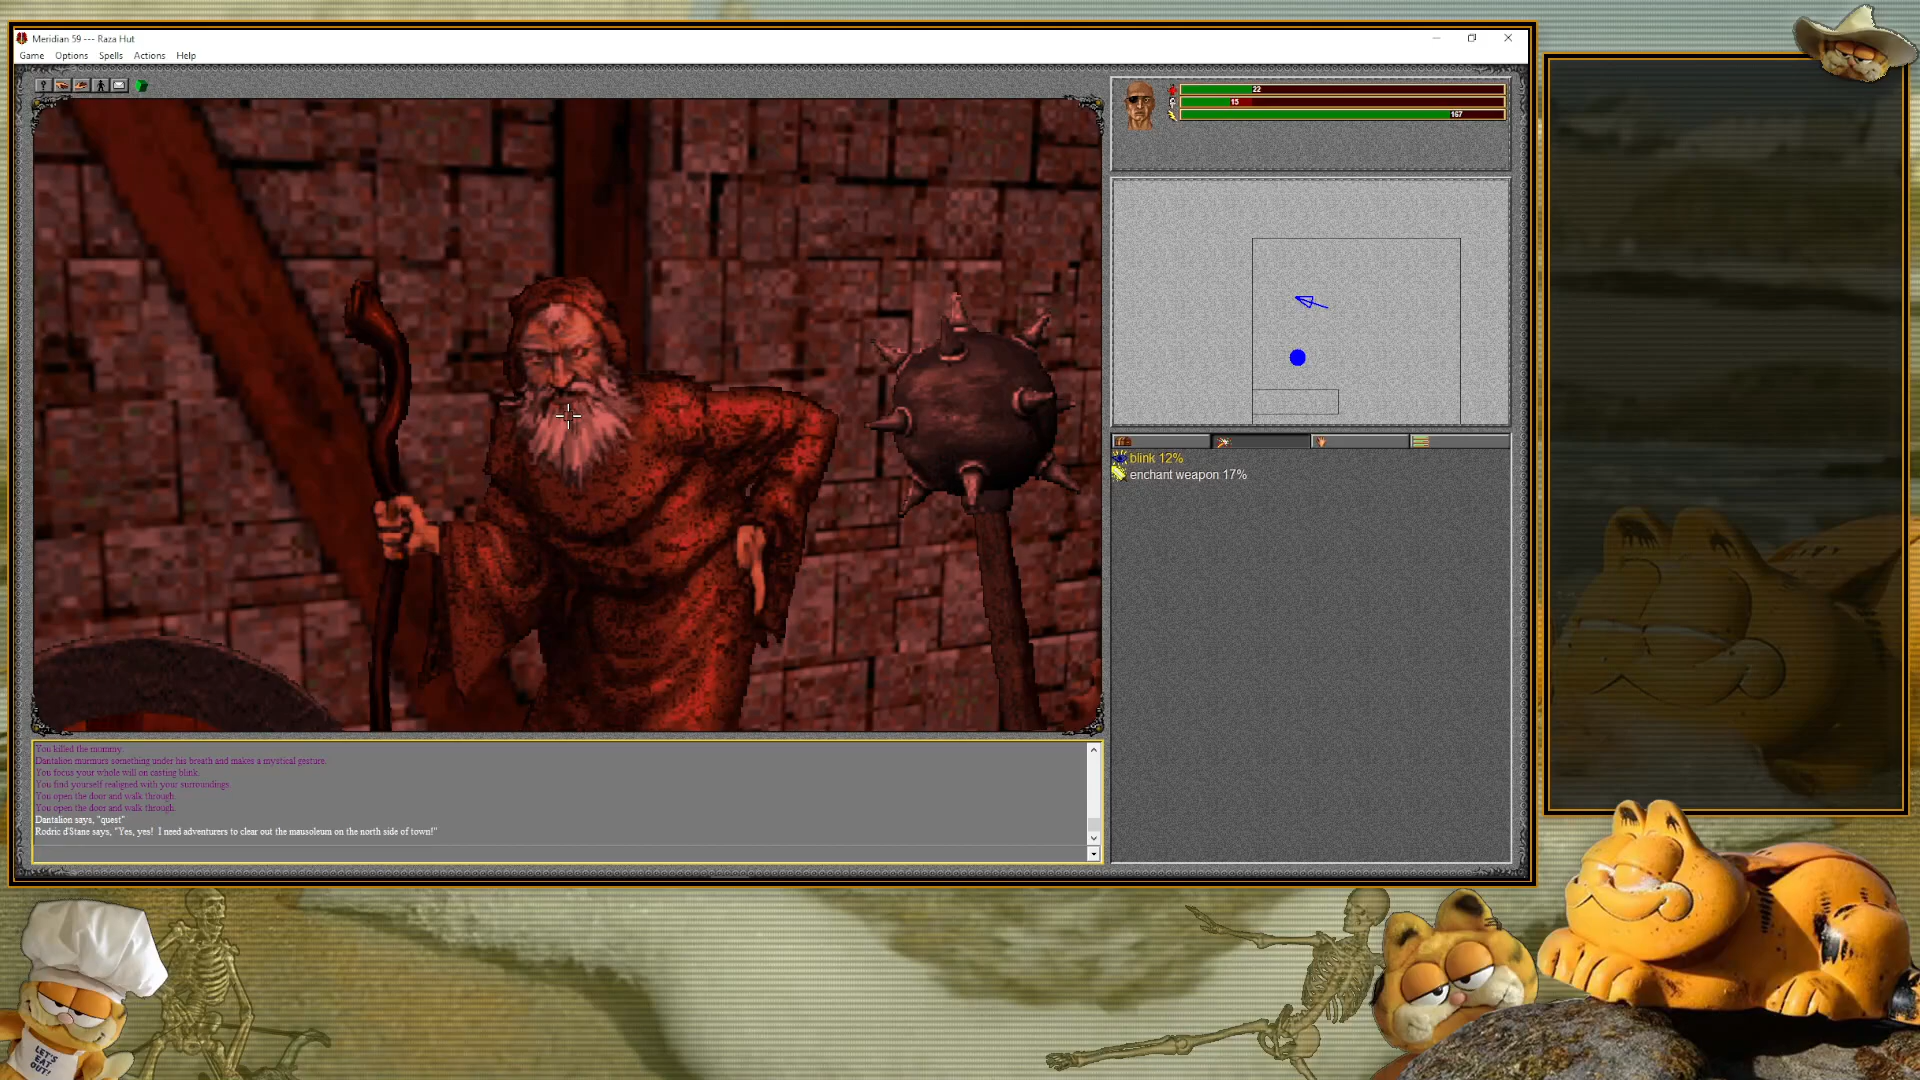 Meridian 59 --- Raza Hut
Game Options Spells Actions Help
22
15
167
blink 12%
enchant weapon 17%
You killed the mummy.
Dantalion murmurs something under his breath and makes a mystical gesture.
You focus your whole will on casting blink.
You find yourself realigned with your surroundings.
You open the door and walk through.
You open the door and walk through.
Dantalion says, "quest"
Rodric d'Stane says, "Yes, yes!  I need adventurers to clear out the mausoleum on the north side of town!"
LET'S
EAT
OUT!